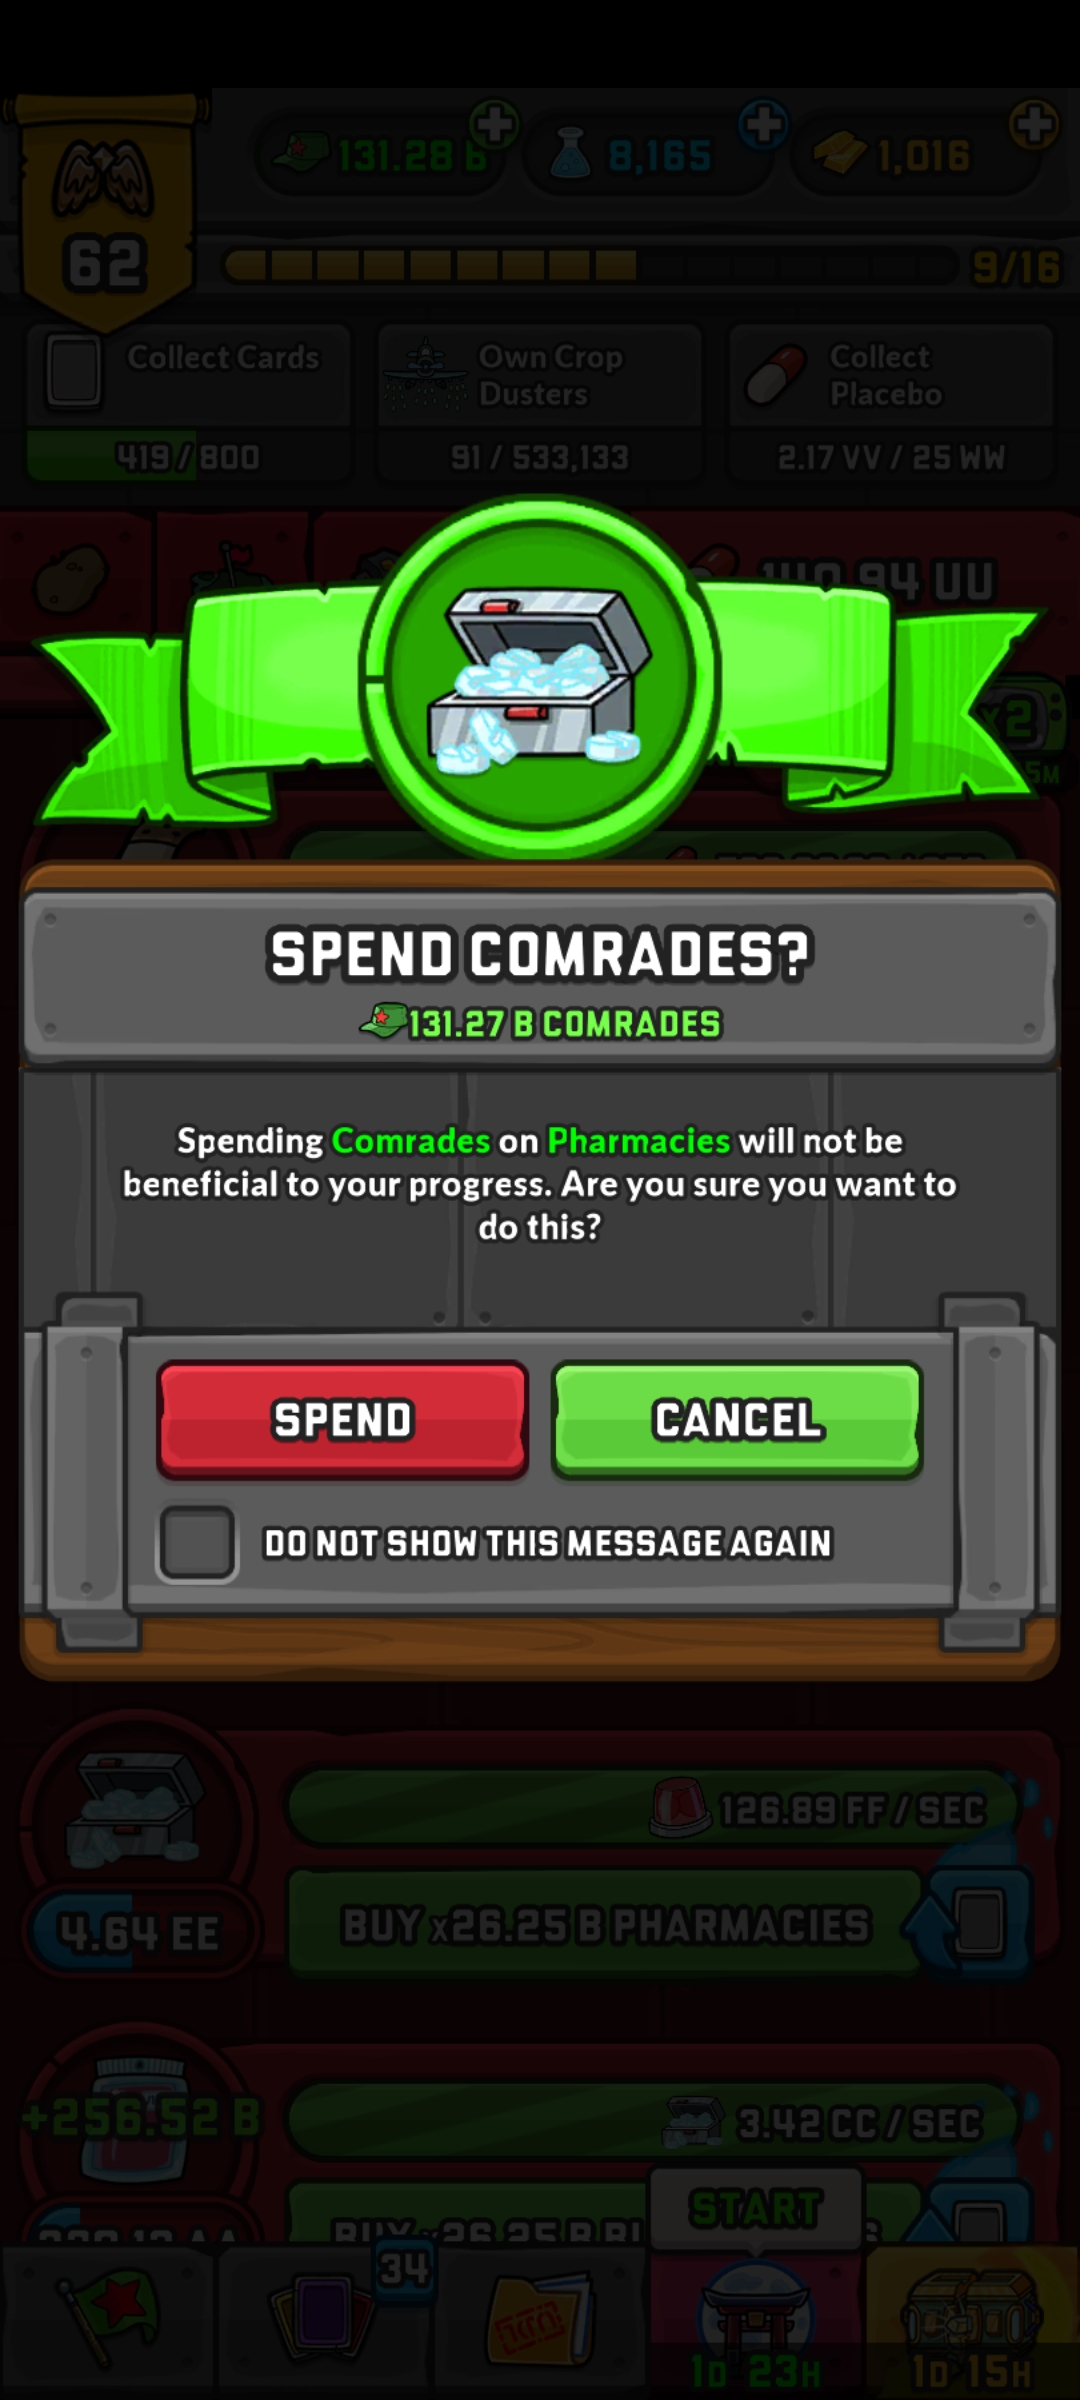 131.28 B
8,165
1,016
62
9/16
Collect Cards
419 / 800
Own Crop
Dusters
91 / 533,133
Collect
Placebo
2.17 VV / 25 WW
94 UU
x2
5M
SPEND COMRADES?
131.27 B COMRADES
Spending Comrades on Pharmacies will not be
beneficial to your progress. Are you sure you want to
do this?
SPEND
CANCEL
DO NOT SHOW THIS MESSAGE AGAIN
126.89 FF / SEC
4.64 EE
BUY x26.25 B PHARMACIES
+256.52 B
3.42 CC / SEC
START
34
1D 23H
1D 15H